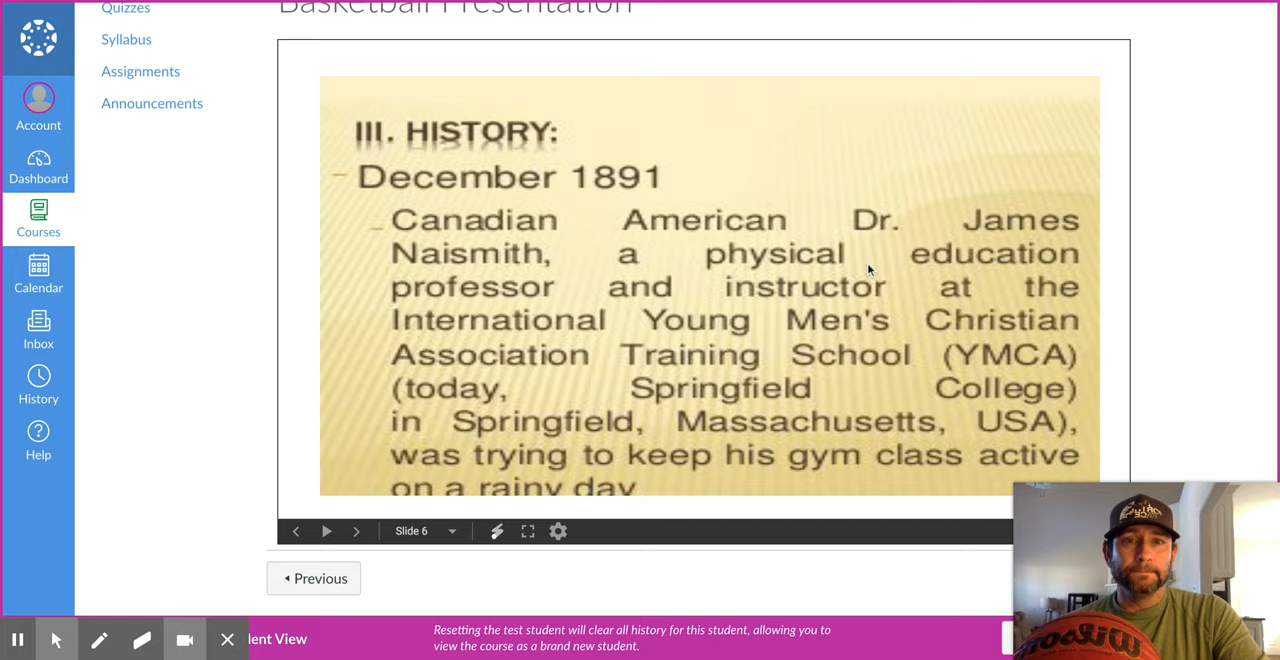 Basketball Presentation
Quizzes
Syllabus
Assignments
Announcements
Account
Dashboard
Courses
Calendar
Inbox
History
Help
III. HISTORY:
December 1891
Canadian American Dr. James
Naismith, a physical education
professor and instructor at the
International Young Men's Christian
Association Training School (YMCA)
(today, Springfield College)
in Springfield, Massachusetts, USA),
was trying to keep his gym class active
on a rainy day
Slide 6
Previous
lent View
Resetting the test student will clear all history for this student, allowing you to
view the course as a brand new student.
Wilson